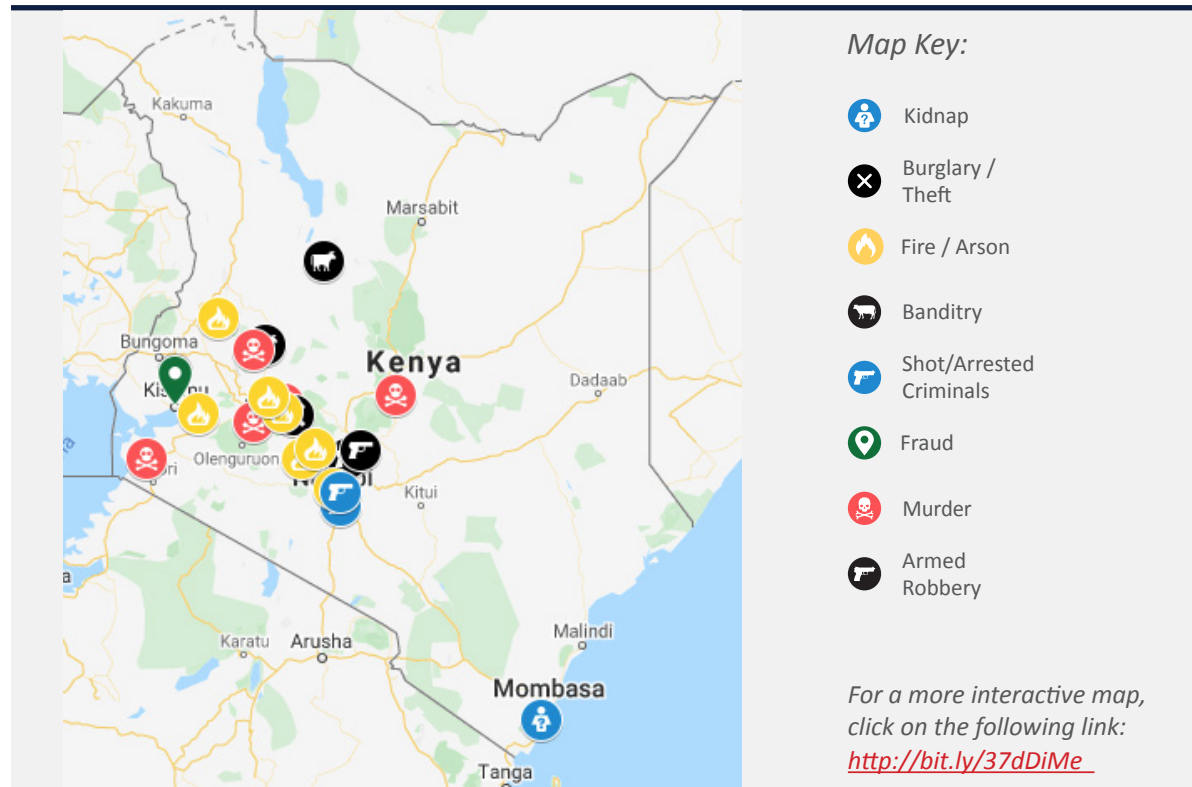 Kakuma
Marsabit
Bungoma
Kenya
Dadaab
Olenguruon
Kitui
Malindi
Karatu
Arusha
Mombasa
Tanga
Map Key:
Kidnap
Burglary /
Theft
Fire / Arson
Banditry
Shot/Arrested
Criminals
Fraud
Murder
Armed
Robbery
For a more interactive map,
click on the following link:
http://bit.ly/37dDiMe